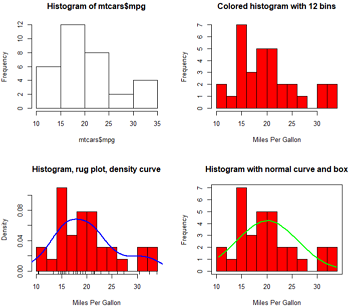 Histogram of mtcars$mpg
Frequency
12
10
8
6
4
2
0
10 15 20 25 30 35
mtcars$mpg
Colored histogram with 12 bins
Frequency
7
6
5
4
3
2
1
0
10 15 20 25 30
Miles Per Gallon
Histogram, rug plot, density curve
Density
0.08
0.04
0.00
10 15 20 25 30
Miles Per Gallon
Histogram with normal curve and box
Frequency
7
6
5
4
3
2
1
0
10 15 20 25 30
Miles Per Gallon